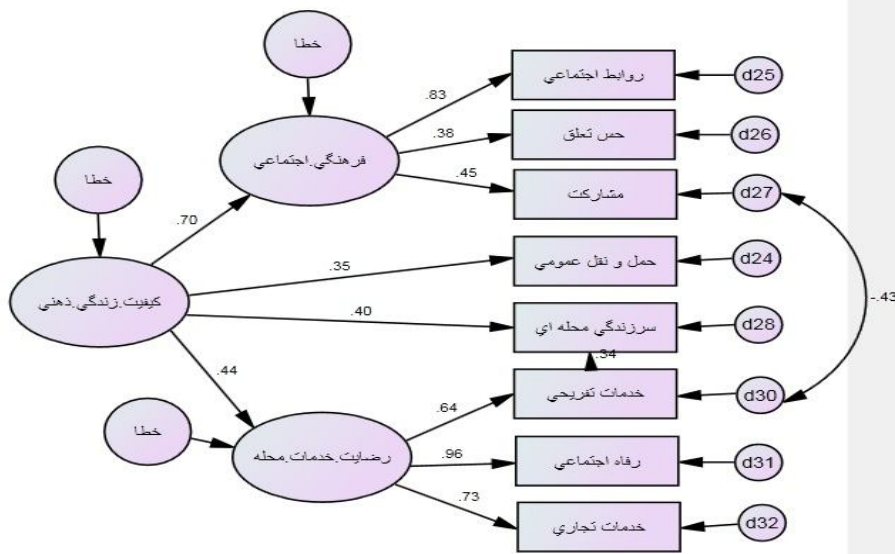 خطا
روابط اجتماعي
d25
.83
حس تعلق
d26
.38
فرهنگي.اجتماعي
خطا
.45
مشارکت
d27
.70
حمل و نقل عمومي
d24
.35
کيفيت.زندگي.ذهني
-.43
.40
سرزندگي محله اي
d28
.34
.44
خدمات تفريحي
d30
.64
خطا
رضايت.خدمات.محله
.96
رفاه اجتماعي
d31
.73
خدمات تجاري
d32